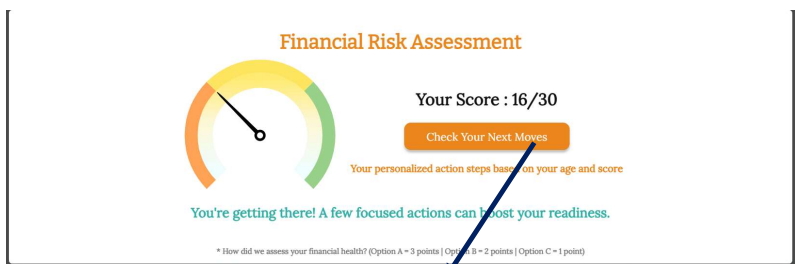 Financial Risk Assessment
Your Score : 16/30
Check Your Next Moves
Your personalized action steps based on your age and score
You're getting there! A few focused actions can boost your readiness.
* How did we assess your financial health? (Option A = 3 points | Option B = 2 points | Option C = 1 point)